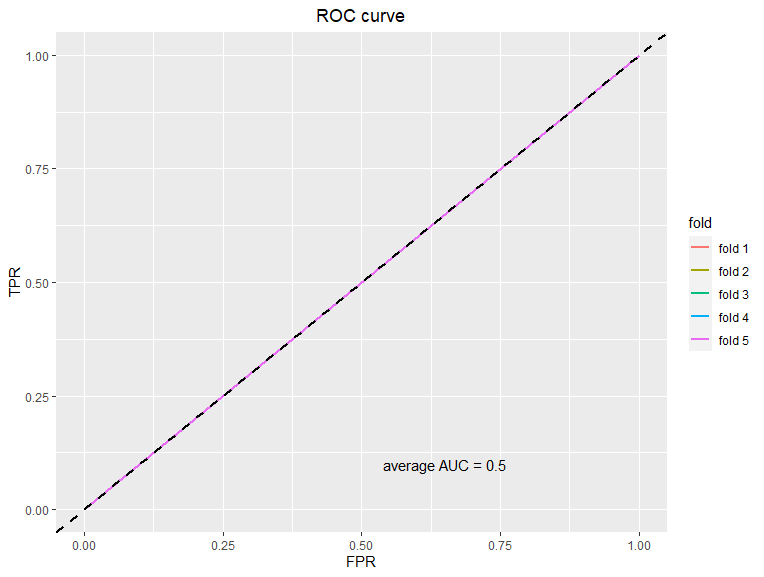 ROC curve
1.00
0.75
0.50
0.25
0.00
TPR
0.00
0.25
0.50
0.75
1.00
FPR
average AUC = 0.5
fold
fold 1
fold 2
fold 3
fold 4
fold 5